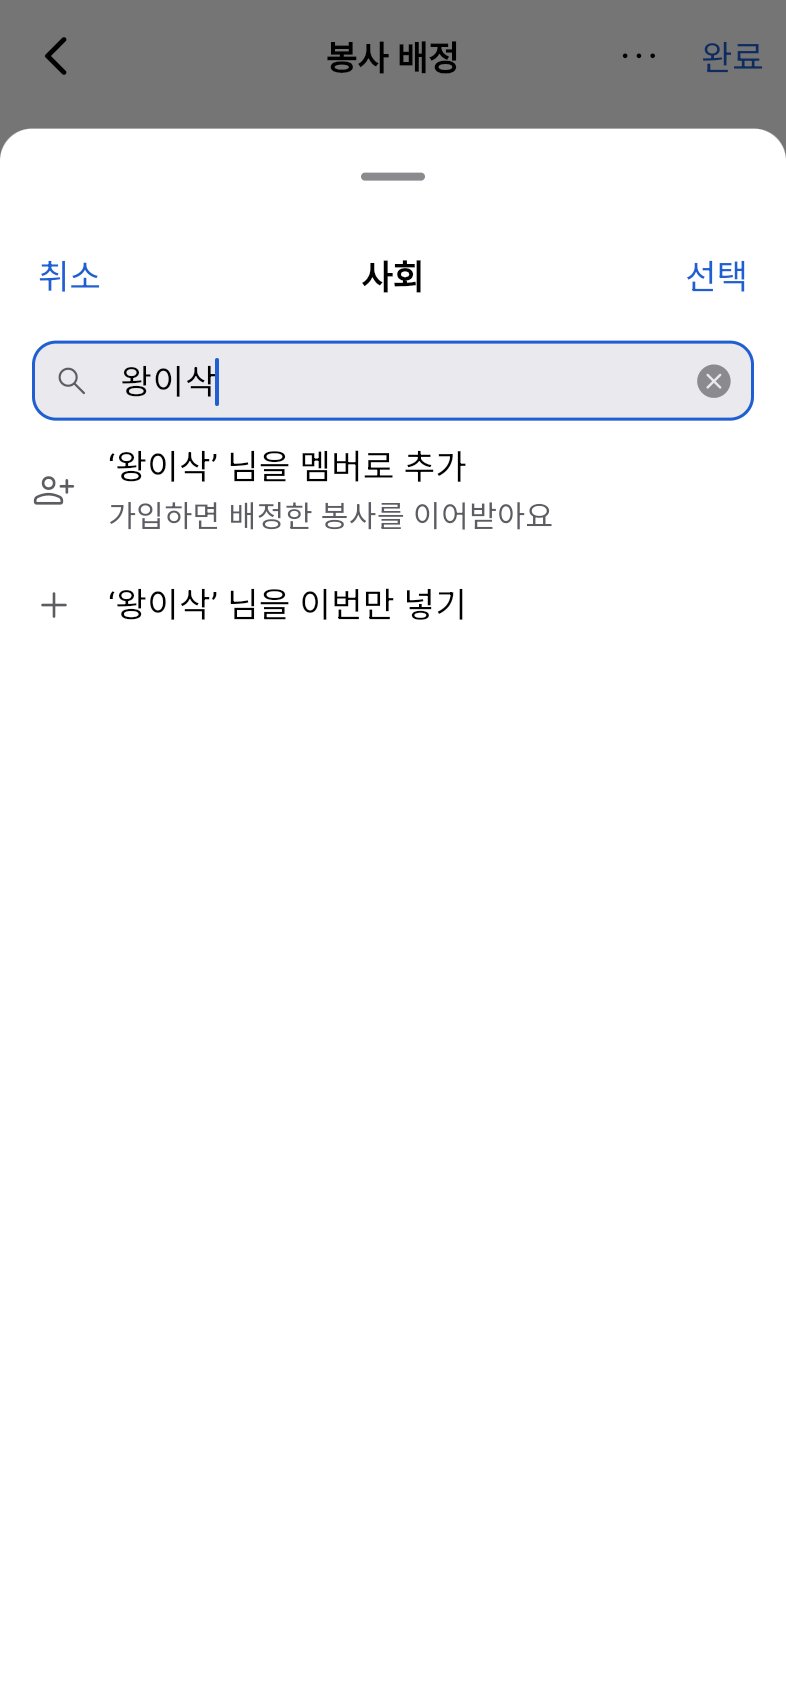 봉사 배정
완료
취소
사회
선택
왕이삭
‘왕이삭’ 님을 멤버로 추가
가입하면 배정한 봉사를 이어받아요
‘왕이삭’ 님을 이번만 넣기